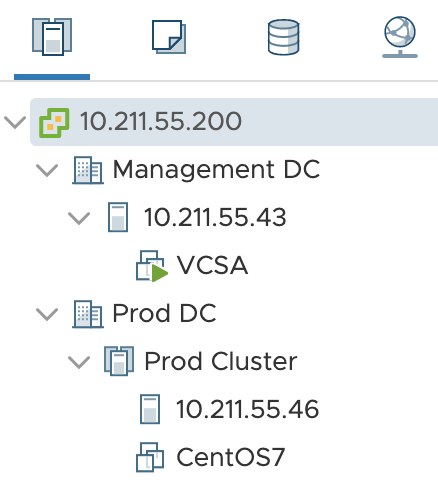 10.211.55.200
Management DC
10.211.55.43
VCSA
Prod DC
Prod Cluster
10.211.55.46
CentOS7